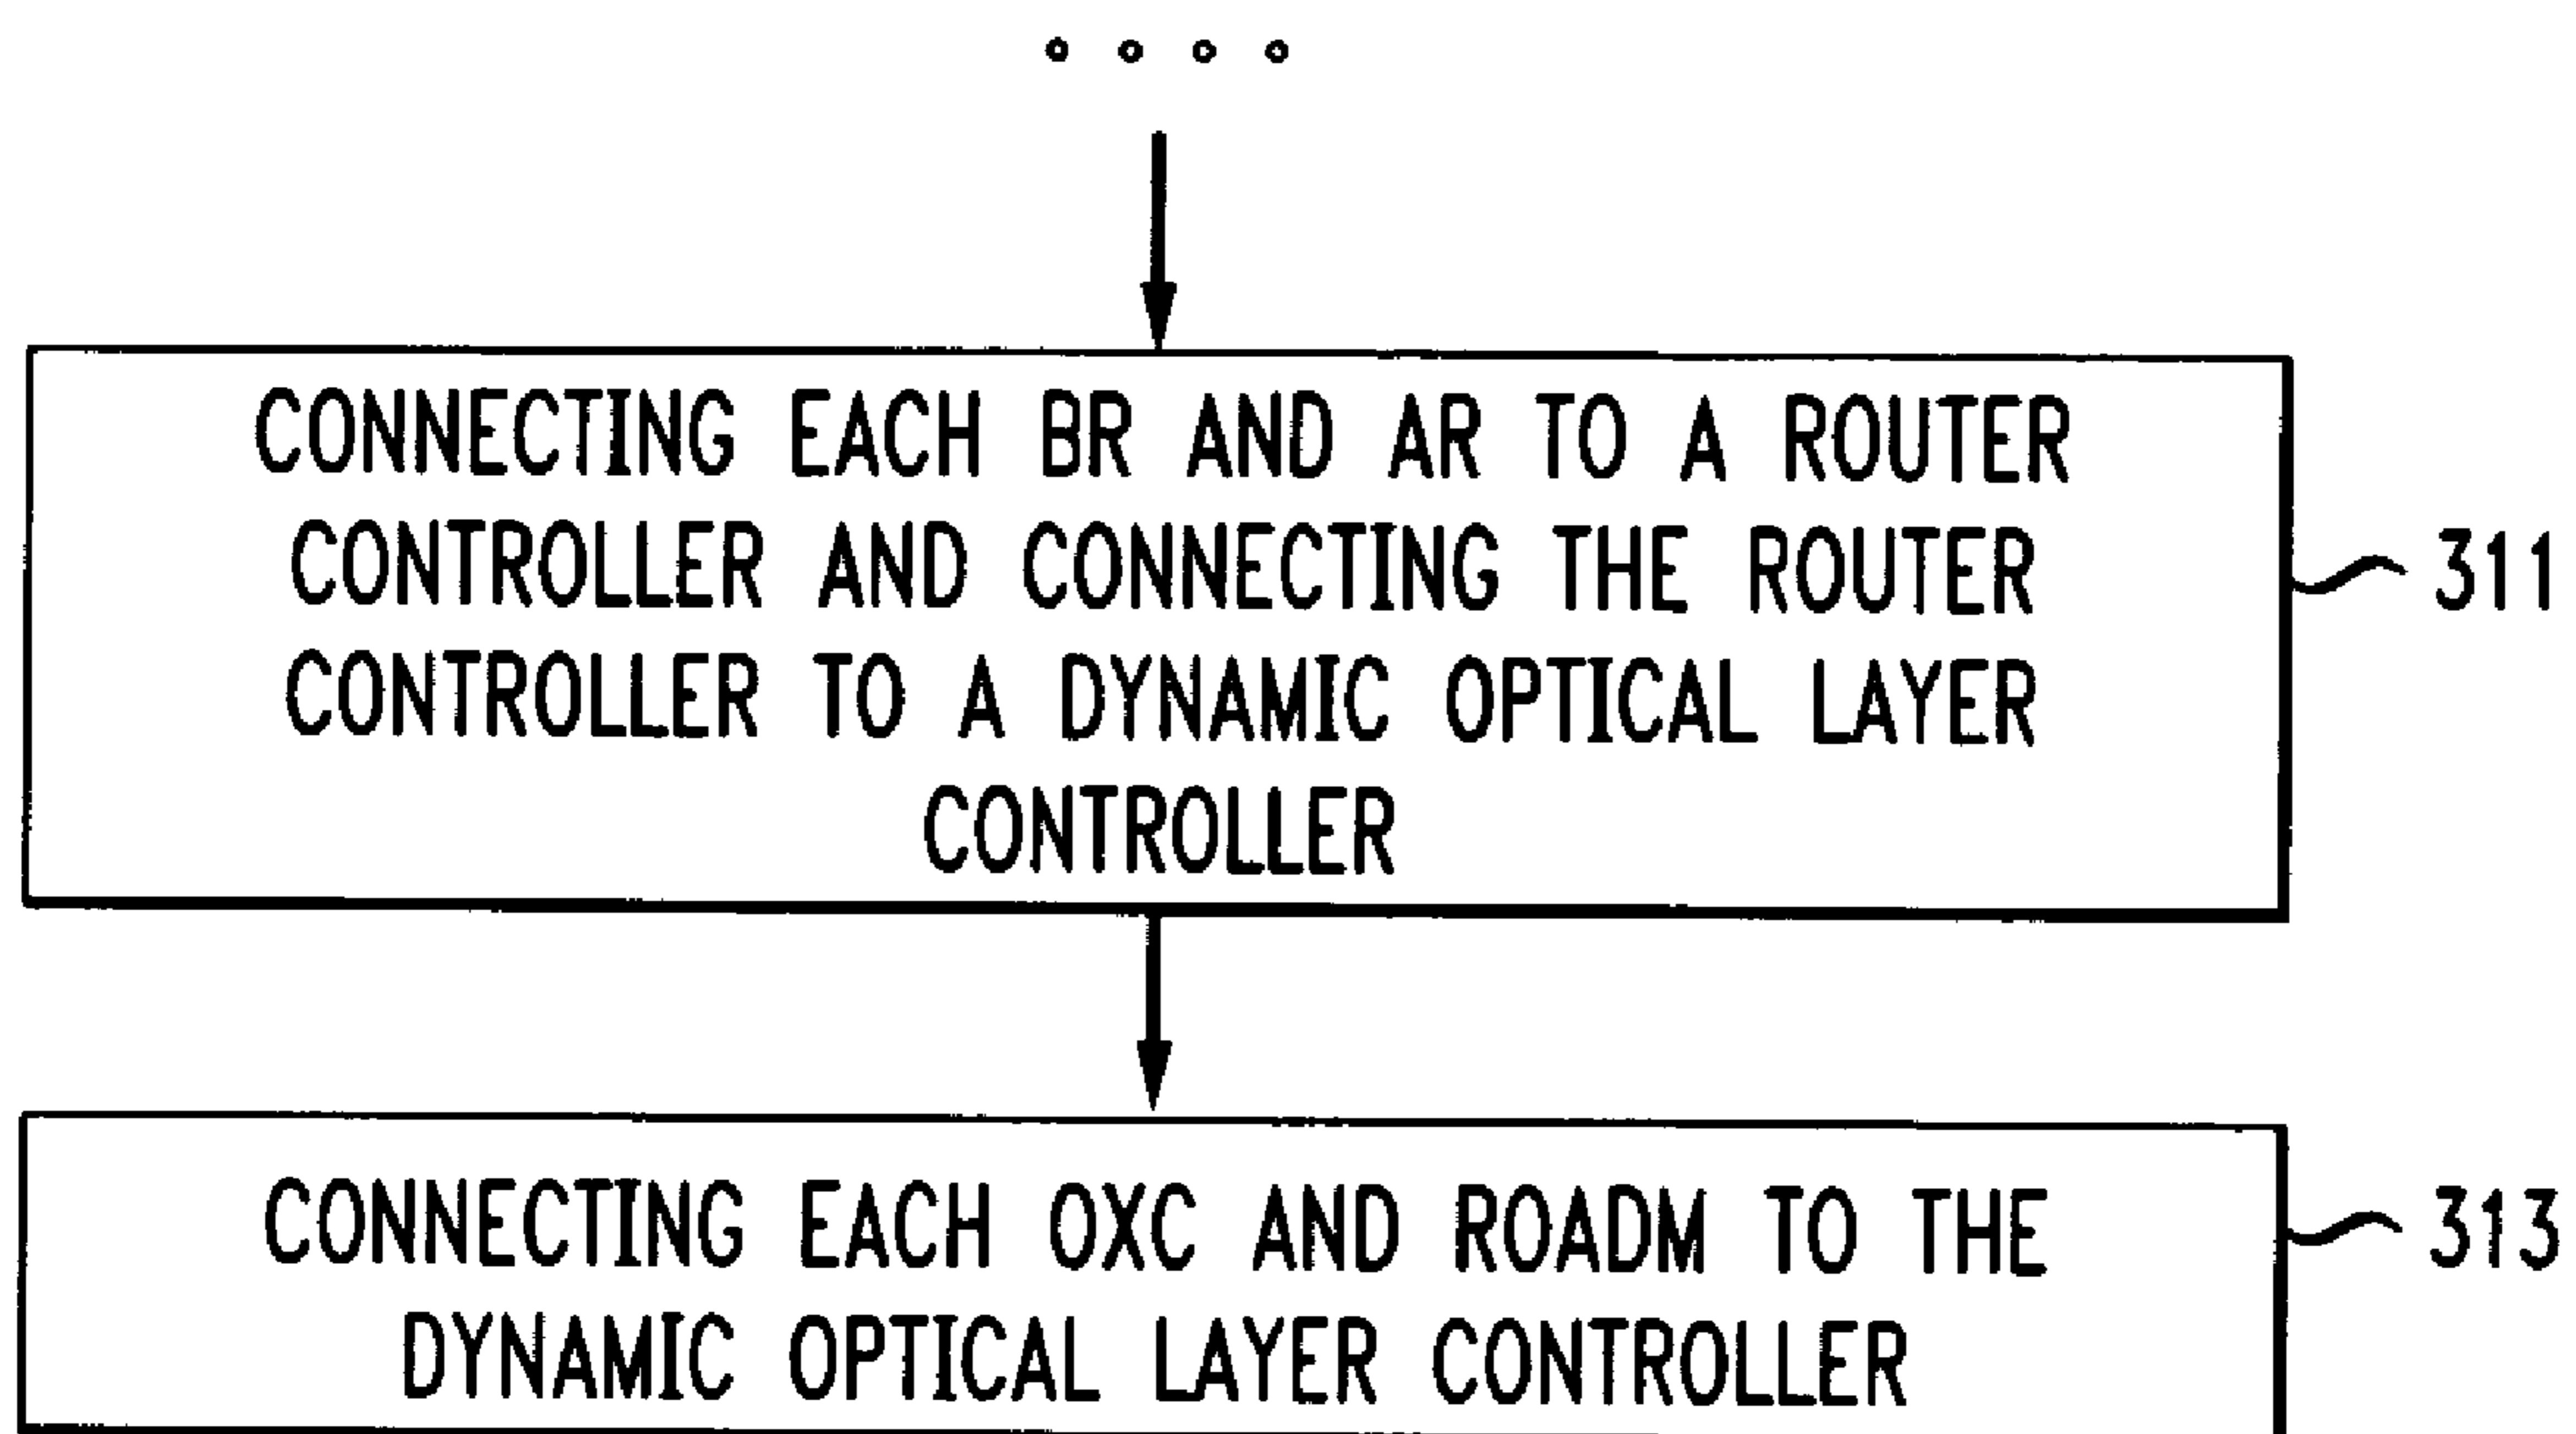 CONNECTING EACH BR AND AR TO A ROUTER
CONTROLLER AND CONNECTING THE ROUTER
CONTROLLER TO A DYNAMIC OPTICAL LAYER
CONTROLLER
311
CONNECTING EACH OXC AND ROADM TO THE
DYNAMIC OPTICAL LAYER CONTROLLER
313